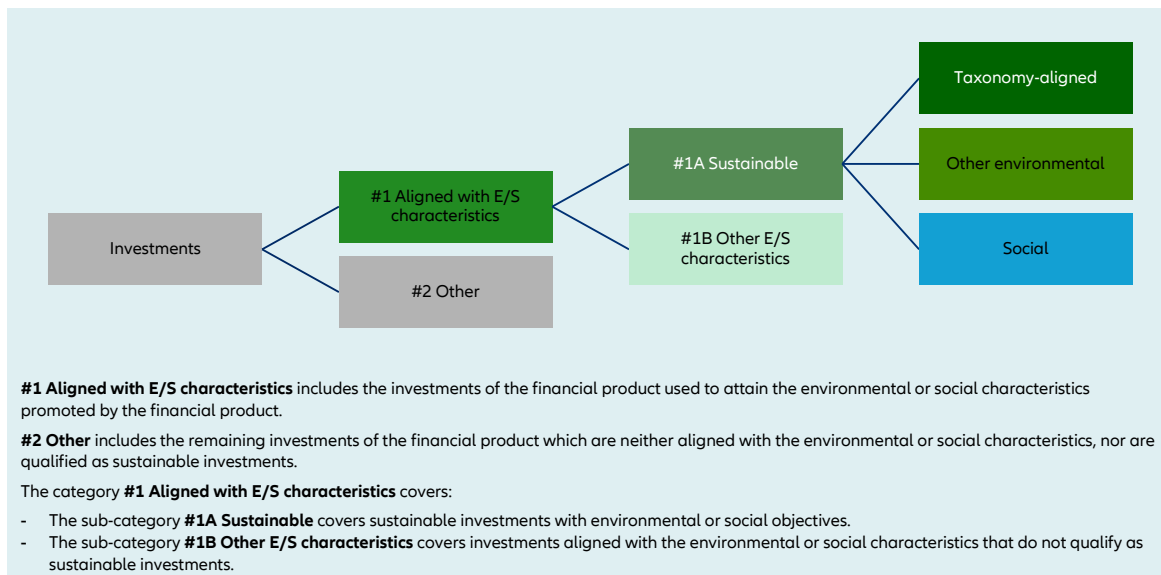 Taxonomy-aligned
#1A Sustainable
Other environmental
#1 Aligned with E/S
characteristics
#1B Other E/S
characteristics
Investments
Social
#2 Other
#1 Aligned with E/S characteristics includes the investments of the financial product used to attain the environmental or social characteristics
promoted by the financial product.
#2 Other includes the remaining investments of the financial product which are neither aligned with the environmental or social characteristics, nor are
qualified as sustainable investments.
The category #1 Aligned with E/S characteristics covers:
- The sub-category #1A Sustainable covers sustainable investments with environmental or social objectives.
- The sub-category #1B Other E/S characteristics covers investments aligned with the environmental or social characteristics that do not qualify as
sustainable investments.